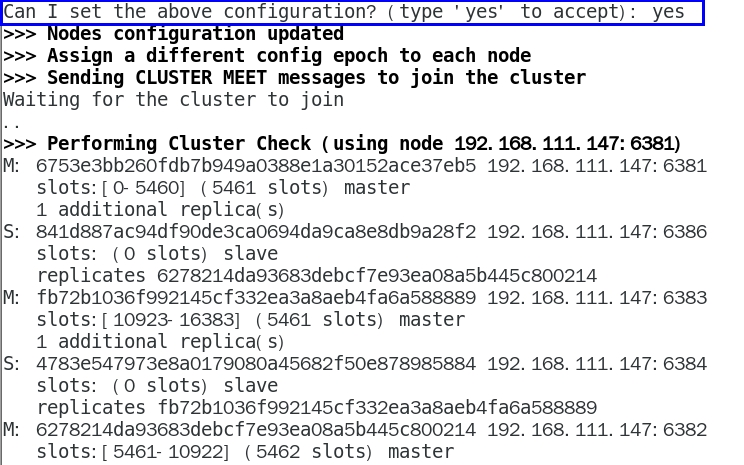 Can I set the above configuration? (type 'yes' to accept): yes
>>> Nodes configuration updated
>>> Assign a different config epoch to each node
>>> Sending CLUSTER MEET messages to join the cluster
Waiting for the cluster to join
..
>>> Performing Cluster Check (using node 192.168.111.147:6381)
M: 6753e3bb260fdb7b949a0388e1a30152ace37eb5 192.168.111.147:6381
   slots:[0-5460] (5461 slots) master
   1 additional replica(s)
S: 841d887ac94df90de3ca0694da9ca8e8db9a28f2 192.168.111.147:6386
   slots: (0 slots) slave
   replicates 6278214da93683debcf7e93ea08a5b445c800214
M: fb72b1036f992145cf332ea3a8aeb4fa6a588889 192.168.111.147:6383
   slots:[10923-16383] (5461 slots) master
   1 additional replica(s)
S: 4783e547973e8a0179080a45682f50e878985884 192.168.111.147:6384
   slots: (0 slots) slave
   replicates fb72b1036f992145cf332ea3a8aeb4fa6a588889
M: 6278214da93683debcf7e93ea08a5b445c800214 192.168.111.147:6382
   slots:[5461-10922] (5462 slots) master